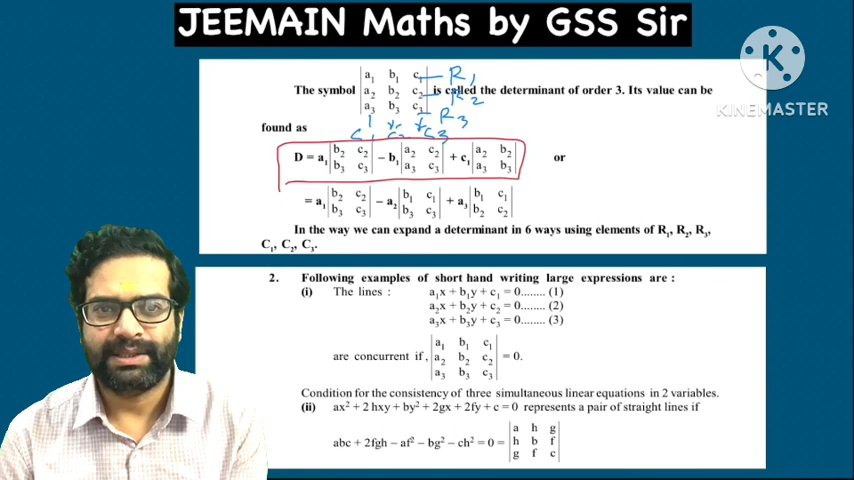 JEEMAIN Maths by GSS Sir
KINEMASTER
The symbol |a₁ b₁ c₁| R₁
|a₂ b₂ c₂| is called the determinant of order 3. Its value can be R₂
|a₃ b₃ c₃| R₃
found as
C₁ C₂ C₃
D = a₁ |b₂ c₂; b₃ c₃| − b₁ |a₂ c₂; a₃ c₃| + c₁ |a₂ b₂; a₃ b₃| or
= a₁ |b₂ c₂; b₃ c₃| − a₂ |b₁ c₁; b₃ c₃| + a₃ |b₁ c₁; b₂ c₂|
In the way we can expand a determinant in 6 ways using elements of R₁, R₂, R₃,
C₁, C₂, C₃.
2. Following examples of short hand writing large expressions are :
(i) The lines : a₁x + b₁y + c₁ = 0........ (1)
a₂x + b₂y + c₂ = 0........ (2)
a₃x + b₃y + c₃ = 0........ (3)
|a₁ b₁ c₁|
are concurrent if, |a₂ b₂ c₂| = 0.
|a₃ b₃ c₃|
Condition for the consistency of three simultaneous linear equations in 2 variables.
(ii) ax² + 2 hxy + by² + 2gx + 2fy + c = 0 represents a pair of straight lines if
|a h g|
abc + 2fgh − af² − bg² − ch² = 0 = |h b f|
|g f c|